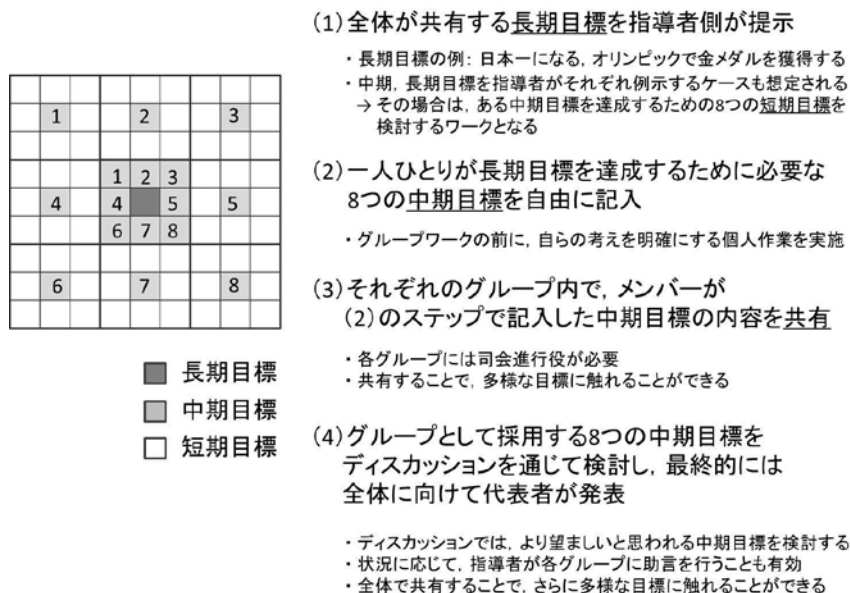 1 2 3
1 2 3
4 4 5 5
6 7 8
6 7 8
長期目標
中期目標
短期目標
(1)全体が共有する長期目標を指導者側が提示
・長期目標の例：日本一になる，オリンピックで金メダルを獲得する
・中期，長期目標を指導者がそれぞれ例示するケースも想定される
→ その場合は，ある中期目標を達成するための8つの短期目標を
検討するワークとなる
(2)一人ひとりが長期目標を達成するために必要な
8つの中期目標を自由に記入
・グループワークの前に，自らの考えを明確にする個人作業を実施
(3)それぞれのグループ内で，メンバーが
(2)のステップで記入した中期目標の内容を共有
・各グループには司会進行役が必要
・共有することで，多様な目標に触れることができる
(4)グループとして採用する8つの中期目標を
ディスカッションを通じて検討し，最終的には
全体に向けて代表者が発表
・ディスカッションでは，より望ましいと思われる中期目標を検討する
・状況に応じて，指導者が各グループに助言を行うことも有効
・全体で共有することで，さらに多様な目標に触れることができる